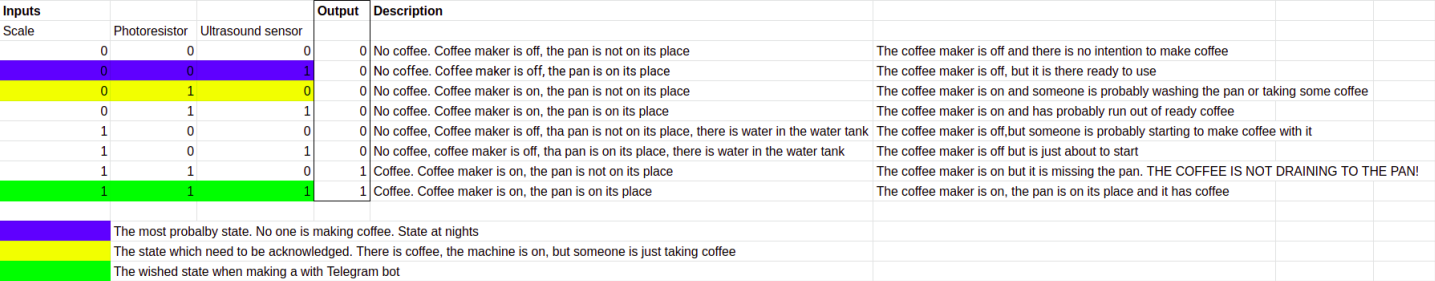 Inputs Output Description
Scale Photoresistor Ultrasound sensor
0 0 0 0 No coffee. Coffee maker is off, the pan is not on its place The coffee maker is off and there is no intention to make coffee
0 0 1 0 No coffee. Coffee maker is off, the pan is on its place The coffee maker is off, but it is there ready to use
0 1 0 0 No coffee. Coffee maker is on, the pan is not on its place The coffee maker is on and someone is probably washing the pan or taking some coffee
0 1 1 0 No coffee. Coffee maker is on, the pan is on its place The coffee maker is on and has probably run out of ready coffee
1 0 0 0 No coffee, Coffee maker is off, tha pan is not on its place, there is water in the water tank The coffee maker is off,but someone is probably starting to make coffee with it
1 0 1 0 No coffee, coffee maker is off, tha pan is on its place, there is water in the water tank The coffee maker is off but is just about to start
1 1 0 1 Coffee. Coffee maker is on, the pan is not on its place The coffee maker is on but it is missing the pan. THE COFFEE IS NOT DRAINING TO THE PAN!
1 1 1 1 Coffee. Coffee maker is on, the pan is on its place The coffee maker is on, the pan is on its place and it has coffee
The most probalby state. No one is making coffee. State at nights
The state which need to be acknowledged. There is coffee, the machine is on, but someone is just taking coffee
The wished state when making a with Telegram bot